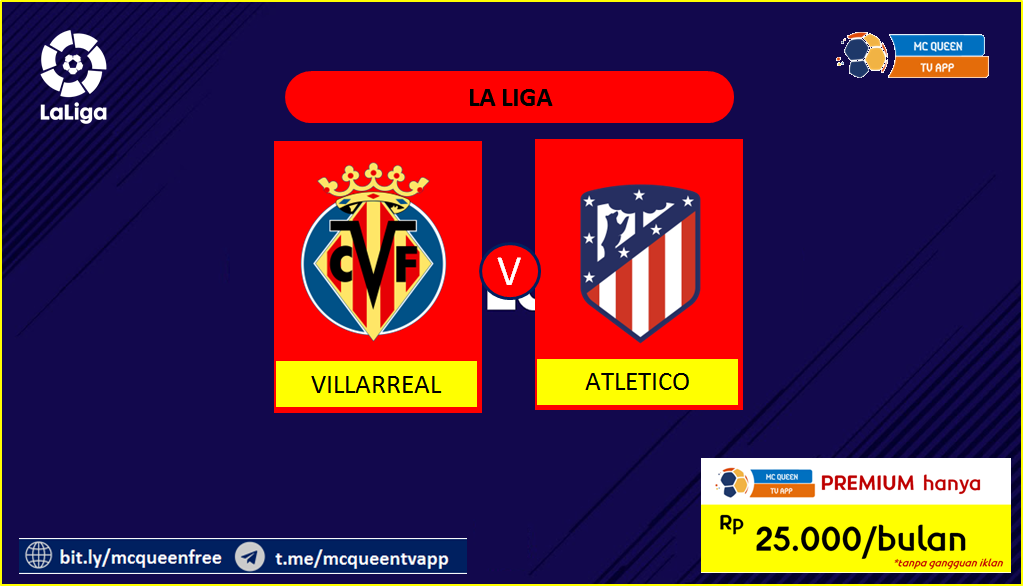 LaLiga
MC QUEEN
TV APP
LA LIGA
CVF
V
VILLARREAL
ATLETICO
MC QUEEN
TV APP
PREMIUM hanya
Rp 25.000/bulan
*tanpa gangguan iklan
bit.ly/mcqueenfree
t.me/mcqueentvapp